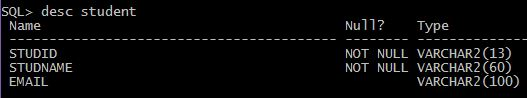 SQL> desc student
Name Null? Type
----------------------------------------- -------- ----------------
STUDID NOT NULL VARCHAR2(13)
STUDNAME NOT NULL VARCHAR2(60)
EMAIL VARCHAR2(100)